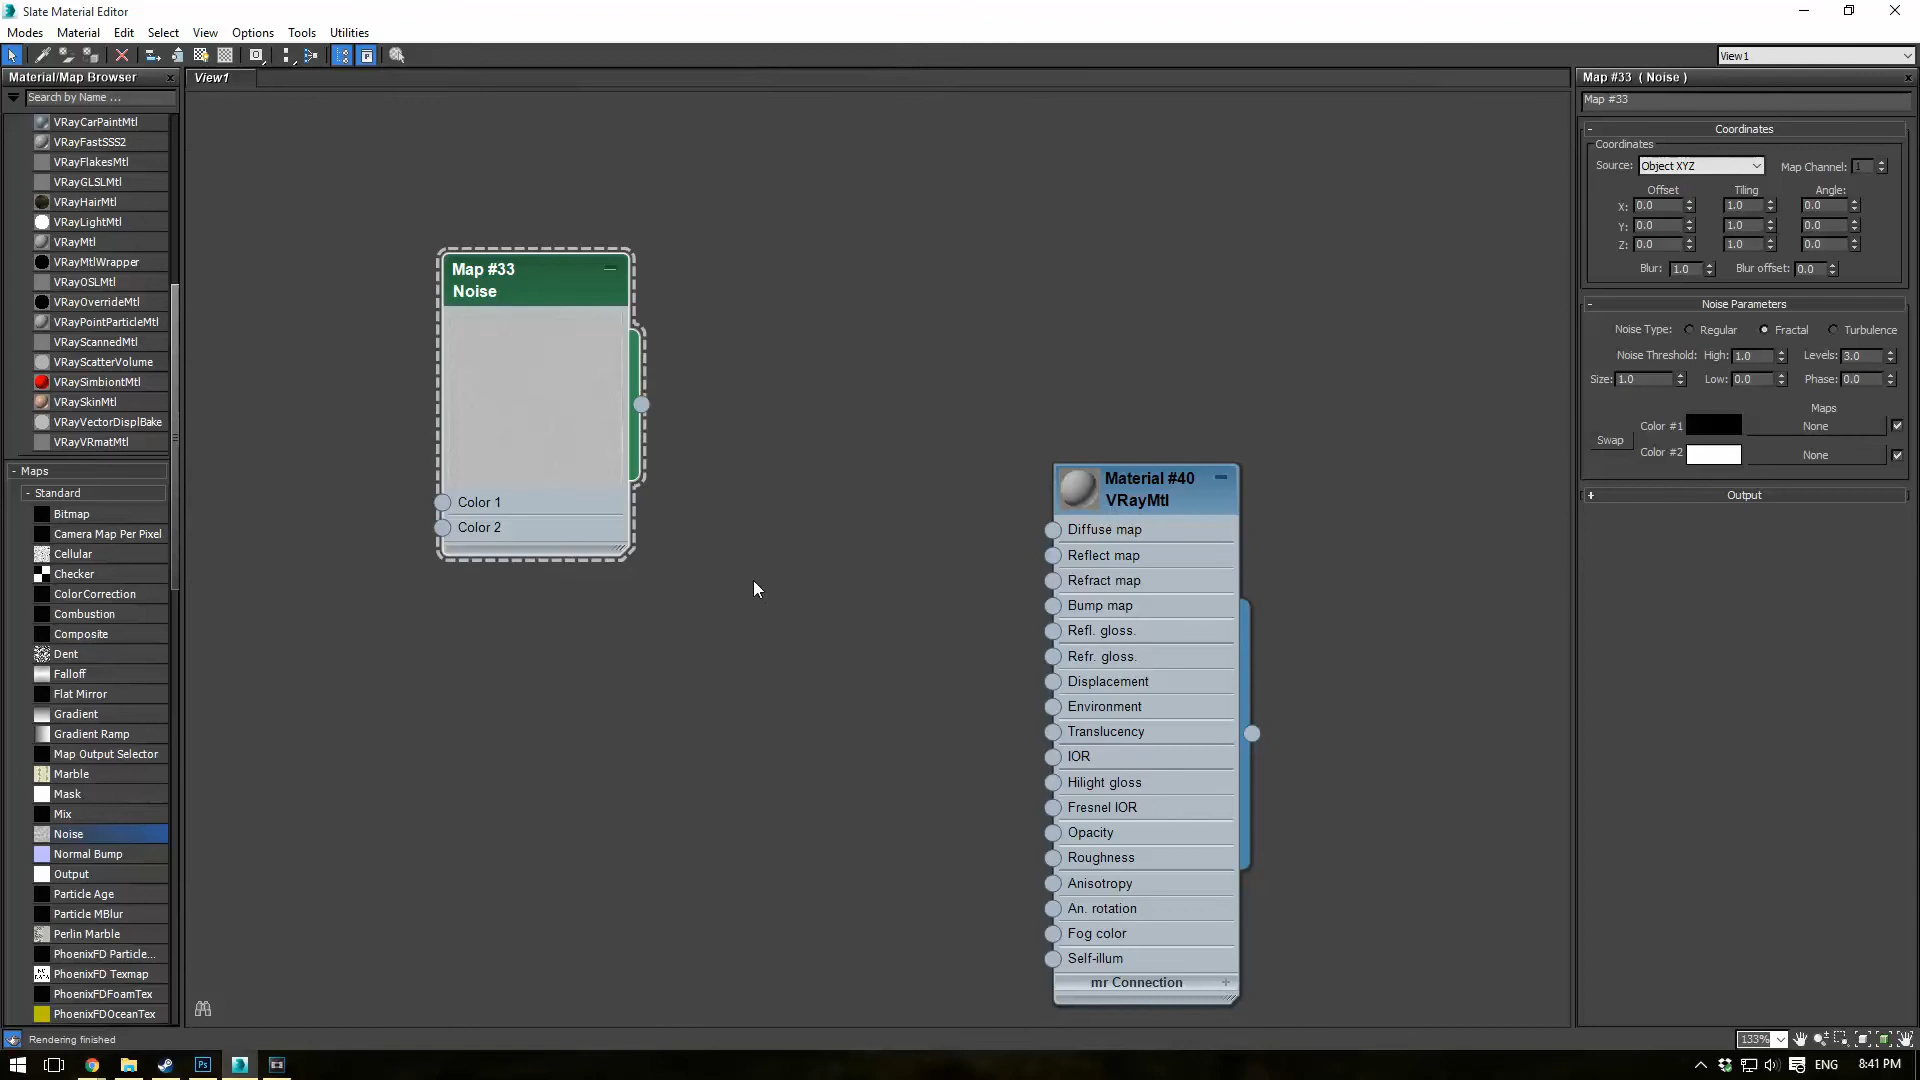 Slate Material Editor
Modes Material Edit Select View Options Tools Utilities
View1
Material/Map Browser
Search by Name ...
VRayCarPaintMtl
VRayFastSSS2
VRayFlakesMtl
VRayGLSLMtl
VRayHairMtl
VRayLightMtl
VRayMtl
VRayMtlWrapper
VRayOSLMtl
VRayOverrideMtl
VRayPointParticleMtl
VRayScannedMtl
VRayScatterVolume
VRaySimbiontMtl
VRaySkinMtl
VRayVectorDisplBake
VRayVRmatMtl
- Maps
- Standard
Bitmap
Camera Map Per Pixel
Cellular
Checker
ColorCorrection
Combustion
Composite
Dent
Falloff
Flat Mirror
Gradient
Gradient Ramp
Map Output Selector
Marble
Mask
Mix
Noise
Normal Bump
Output
Particle Age
Particle MBlur
Perlin Marble
PhoenixFD Particle...
PhoenixFD Texmap
PhoenixFDFoamTex
PhoenixFDOceanTex
View1
Map #33
Noise
Color 1
Color 2
Material #40
VRayMtl
Diffuse map
Reflect map
Refract map
Bump map
Refl. gloss.
Refr. gloss.
Displacement
Environment
Translucency
IOR
Hilight gloss
Fresnel IOR
Opacity
Roughness
Anisotropy
An. rotation
Fog color
Self-illum
mr Connection +
Map #33 ( Noise )
Map #33
- Coordinates
Coordinates
Source: Object XYZ Map Channel: 1
Offset Tiling Angle:
X: 0.0 1.0 0.0
Y: 0.0 1.0 0.0
Z: 0.0 1.0 0.0
Blur: 1.0 Blur offset: 0.0
- Noise Parameters
Noise Type: Regular Fractal Turbulence
Noise Threshold: High: 1.0 Levels: 3.0
Size: 1.0 Low: 0.0 Phase: 0.0
Maps
Color #1 None
Swap
Color #2 None
+ Output
Rendering finished
133%
Ps
3
ENG
8:41 PM